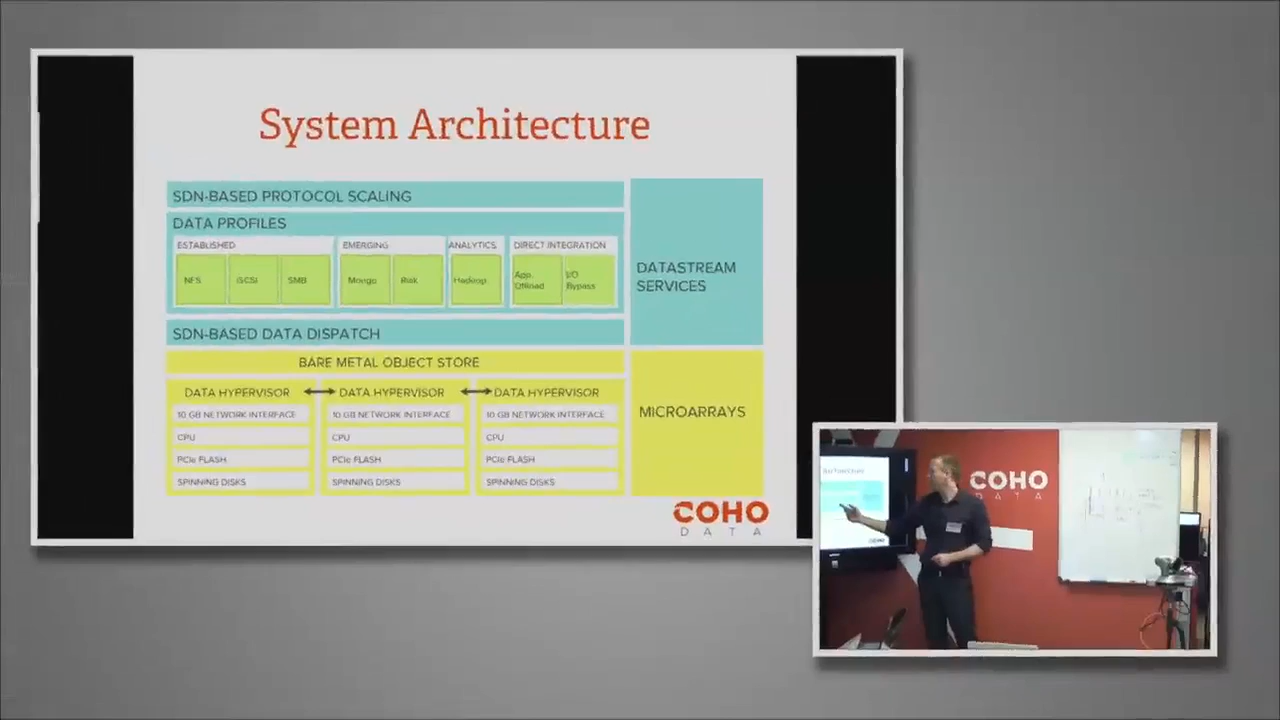 System Architecture
SDN-BASED PROTOCOL SCALING
DATA PROFILES
ESTABLISHED
EMERGING
ANALYTICS
DIRECT INTEGRATION
NFS
SMB
Mongo
Hadoop
App.
Offload
I/O
Bypass
SDN-BASED DATA DISPATCH
DATASTREAM
SERVICES
BARE METAL OBJECT STORE
DATA HYPERVISOR
DATA HYPERVISOR
DATA HYPERVISOR
10 GB NETWORK INTERFACE
10 GB NETWORK INTERFACE
10 GB NETWORK INTERFACE
CPU
CPU
CPU
PCIe FLASH
PCIe FLASH
PCIe FLASH
SPINNING DISKS
SPINNING DISKS
SPINNING DISKS
MICROARRAYS
COHO
DATA
COHO
DATA